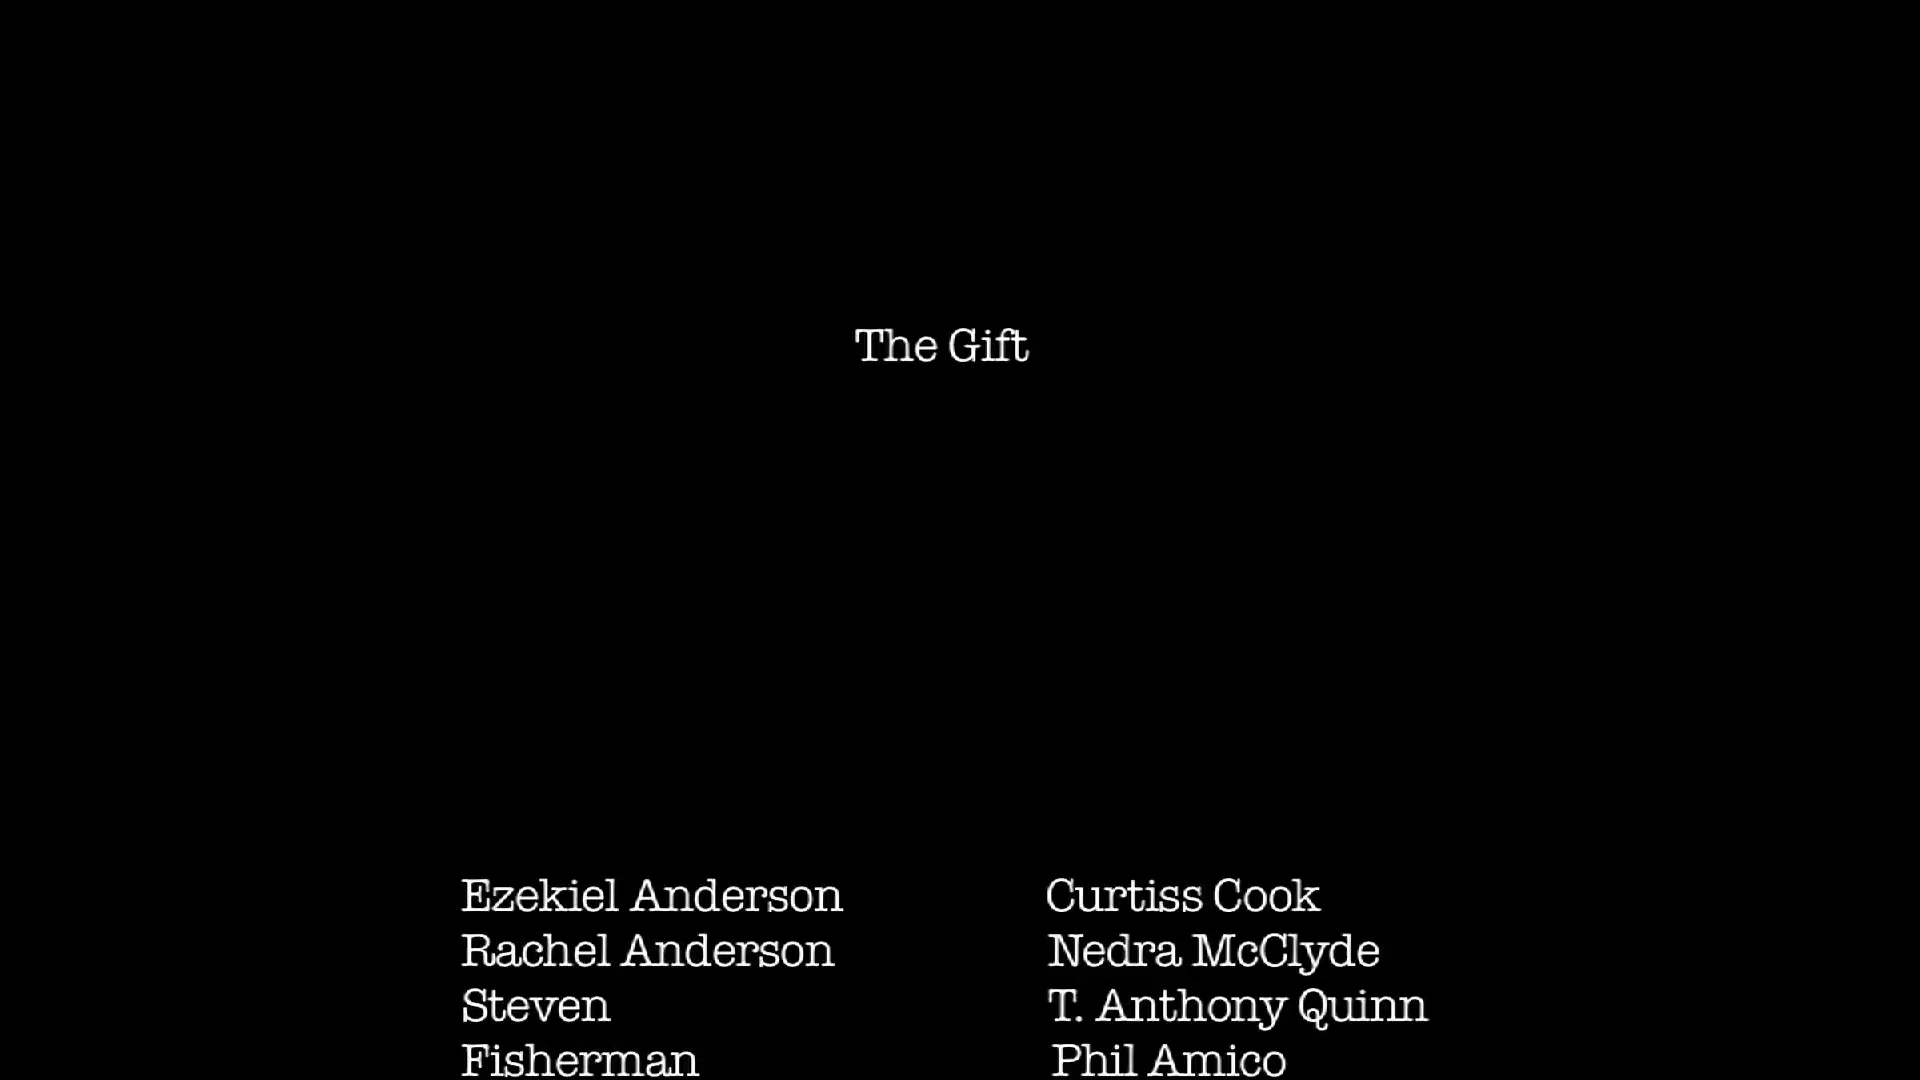 The Gift
Ezekiel Anderson Curtiss Cook
Rachel Anderson Nedra McClyde
Steven T. Anthony Quinn
Fisherman Phil Amico